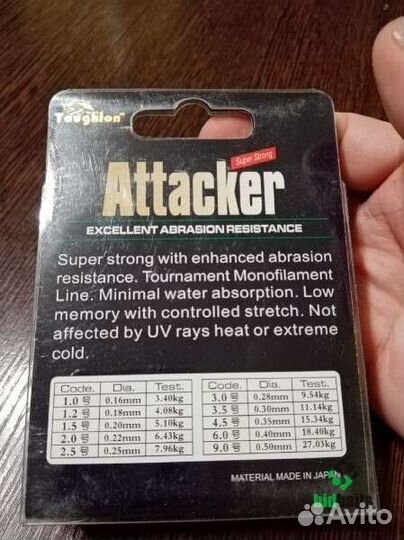 Toughlon
Super Strong
Attacker
EXCELLENT ABRASION RESISTANCE
Super strong with enhanced abrasion
resistance. Tournament Monofilament
Line. Minimal water absorption. Low
memory with controlled stretch. Not
affected by UV rays heat or extreme
cold.
Code. Dia. Test. Code. Dia. Test.
1.0号 0.16mm 3.40kg 3.0号 0.28mm 9.54kg
1.2号 0.18mm 4.08kg 3.5号 0.30mm 11.14kg
1.5号 0.20mm 5.10kg 4.5号 0.35mm 15.34kg
2.0号 0.22mm 6.43kg 6.0号 0.40mm 18.40kg
2.5号 0.25mm 7.96kg 9.0号 0.50mm 27.03kg
MATERIAL MADE IN JAPAN
Avito